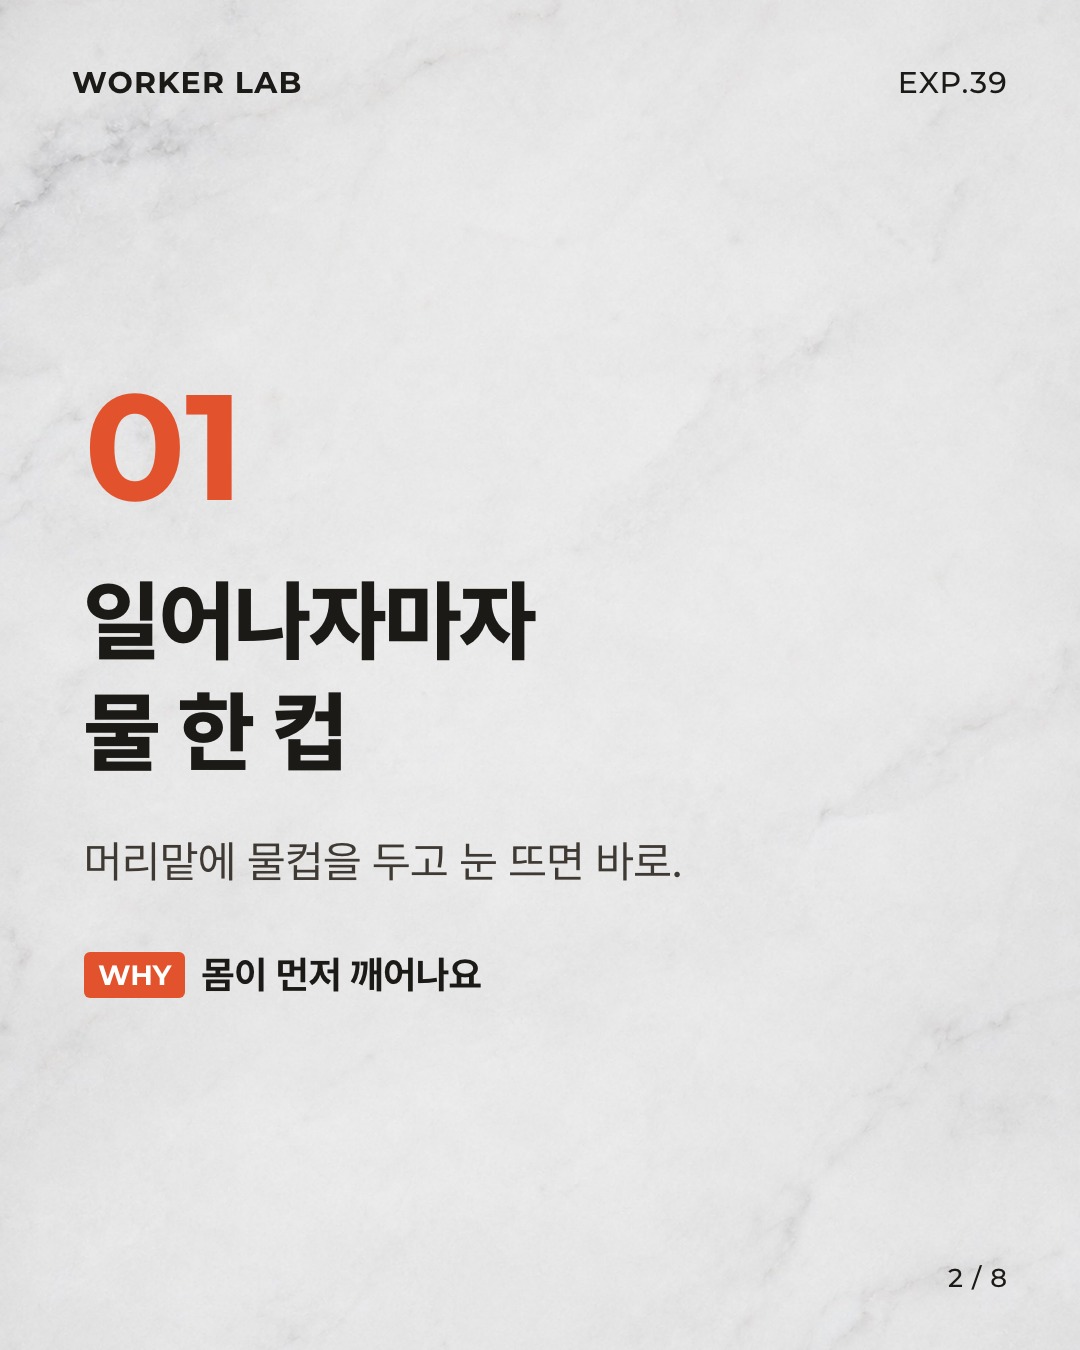 WORKER LAB
EXP.39
01
일어나자마자
물 한 컵
머리맡에 물컵을 두고 눈 뜨면 바로.
WHY 몸이 먼저 깨어나요
2 / 8